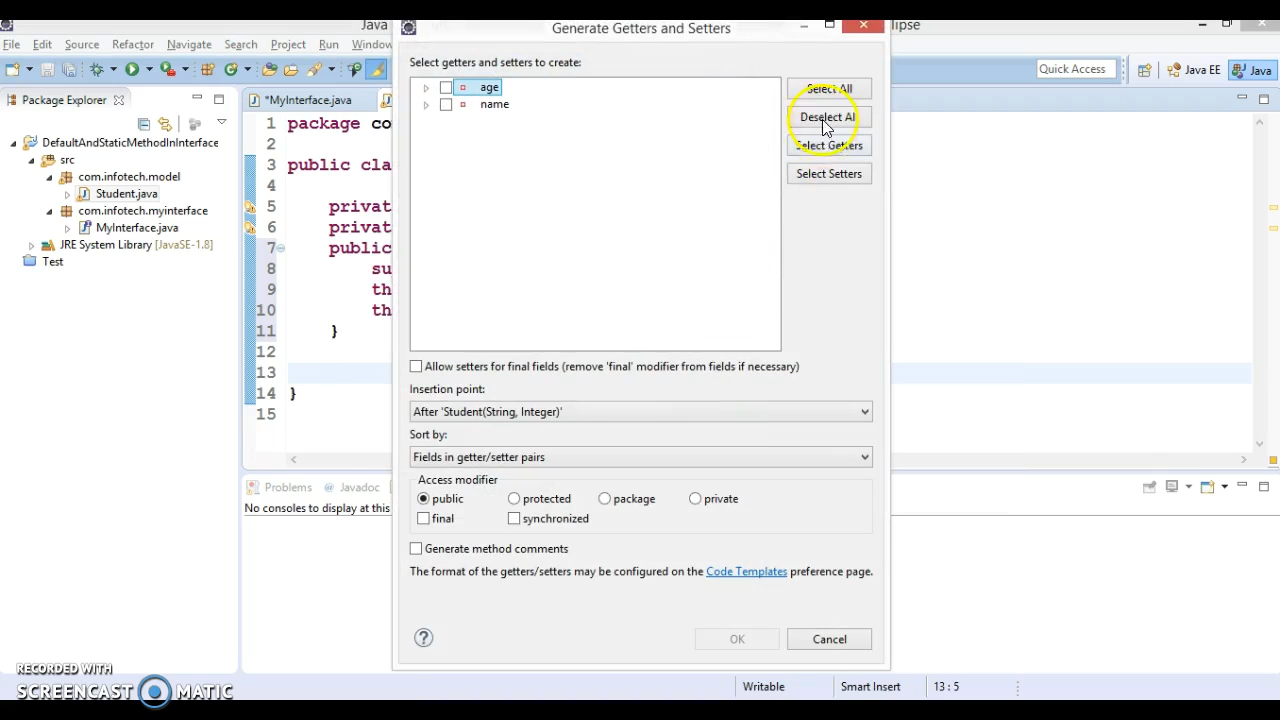 Java
Generate Getters and Setters
lipse
File Edit Source Refactor Navigate Search Project Run Window
Quick Access
Java EE
Java
Package Explorer
*MyInterface.java
DefaultAndStaticMethodInInterface
src
com.infotech.model
Student.java
com.infotech.myinterface
MyInterface.java
JRE System Library [JavaSE-1.8]
Test
1 package co
2
3 public cla
4
5 privat
6 privat
7 public
8 su
9 th
10 th
11 }
12
13
14 }
15
Select getters and setters to create:
age
name
Select All
Deselect All
Select Getters
Select Setters
Allow setters for final fields (remove 'final' modifier from fields if necessary)
Insertion point:
After 'Student(String, Integer)'
Sort by:
Fields in getter/setter pairs
Access modifier
public protected package private
final synchronized
Generate method comments
The format of the getters/setters may be configured on the Code Templates preference page.
?
OK
Cancel
Problems @ Javadoc
No consoles to display at this
RECORDED WITH
SCREENCAST MATIC
Writable
Smart Insert
13 : 5